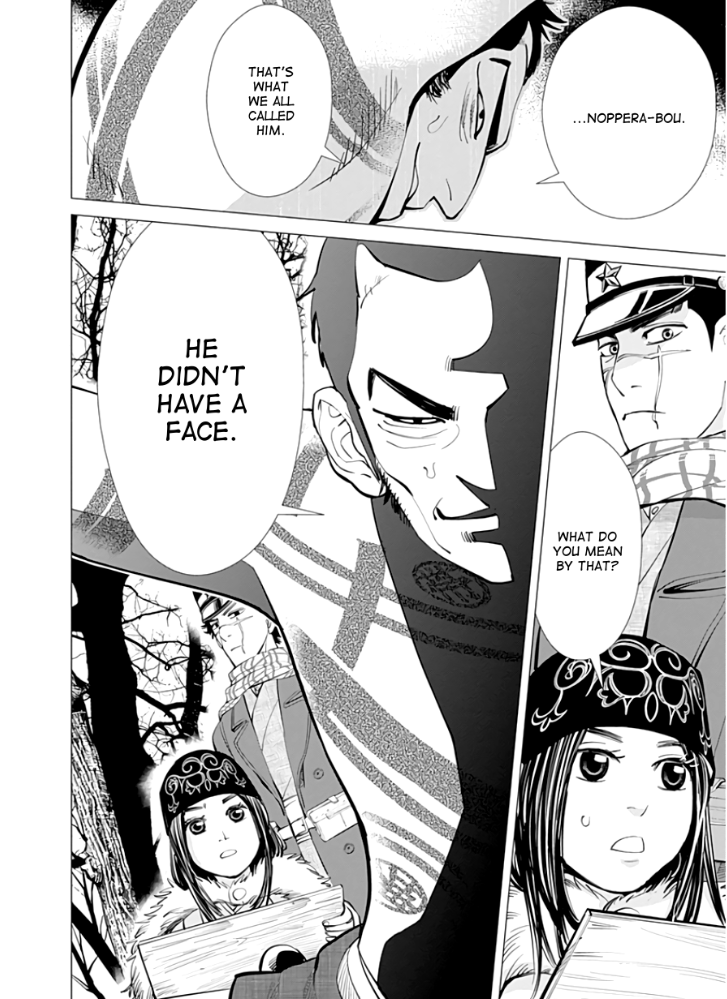 ...NOPPERA-BOU.
THAT'S
WHAT
WE ALL
CALLED
HIM.
WHAT DO
YOU MEAN
BY THAT?
HE
DIDN'T
HAVE A
FACE.